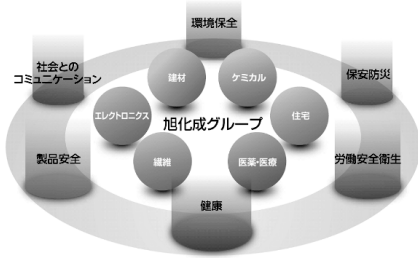 環境保全
社会との
コミュニケーション
建材
ケミカル
保安防災
エレクトロニクス
旭化成グループ
住宅
製品安全
繊維
医薬・医療
労働安全衛生
健康